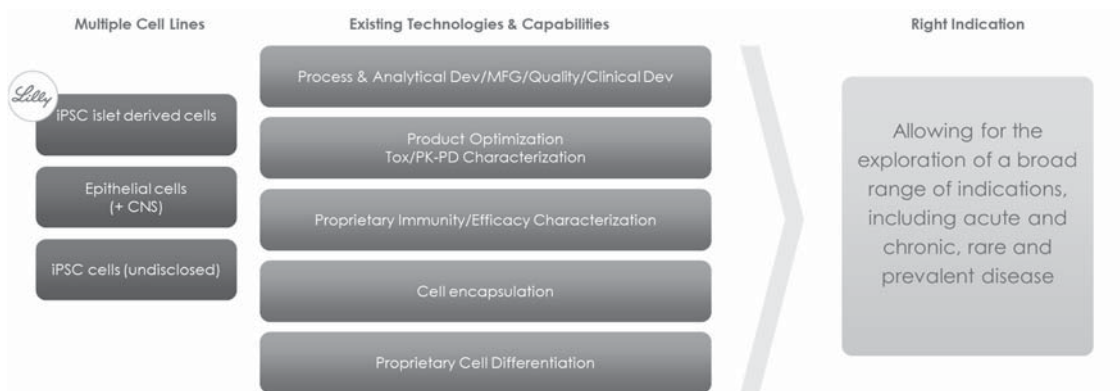 Multiple Cell Lines
Existing Technologies & Capabilities
Right Indication
Lilly
iPSC islet derived cells
Epithelial cells
(+ CNS)
iPSC cells (undisclosed)
Process & Analytical Dev/MFG/Quality/Clinical Dev
Product Optimization
Tox/PK-PD Characterization
Proprietary Immunity/Efficacy Characterization
Cell encapsulation
Proprietary Cell Differentiation
Allowing for the
exploration of a broad
range of indications,
including acute and
chronic, rare and
prevalent disease